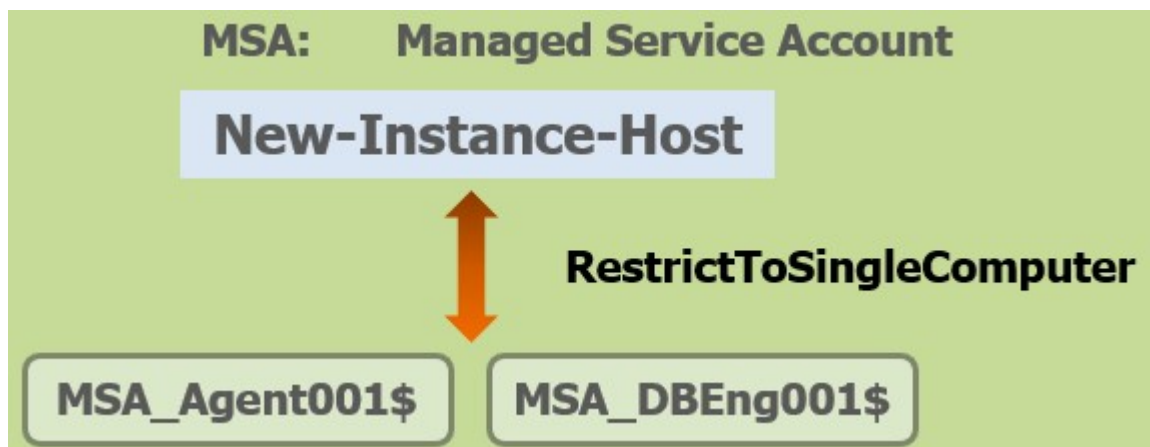 MSA: Managed Service Account
New-Instance-Host
RestrictToSingleComputer
MSA_Agent001$ MSA_DBEng001$